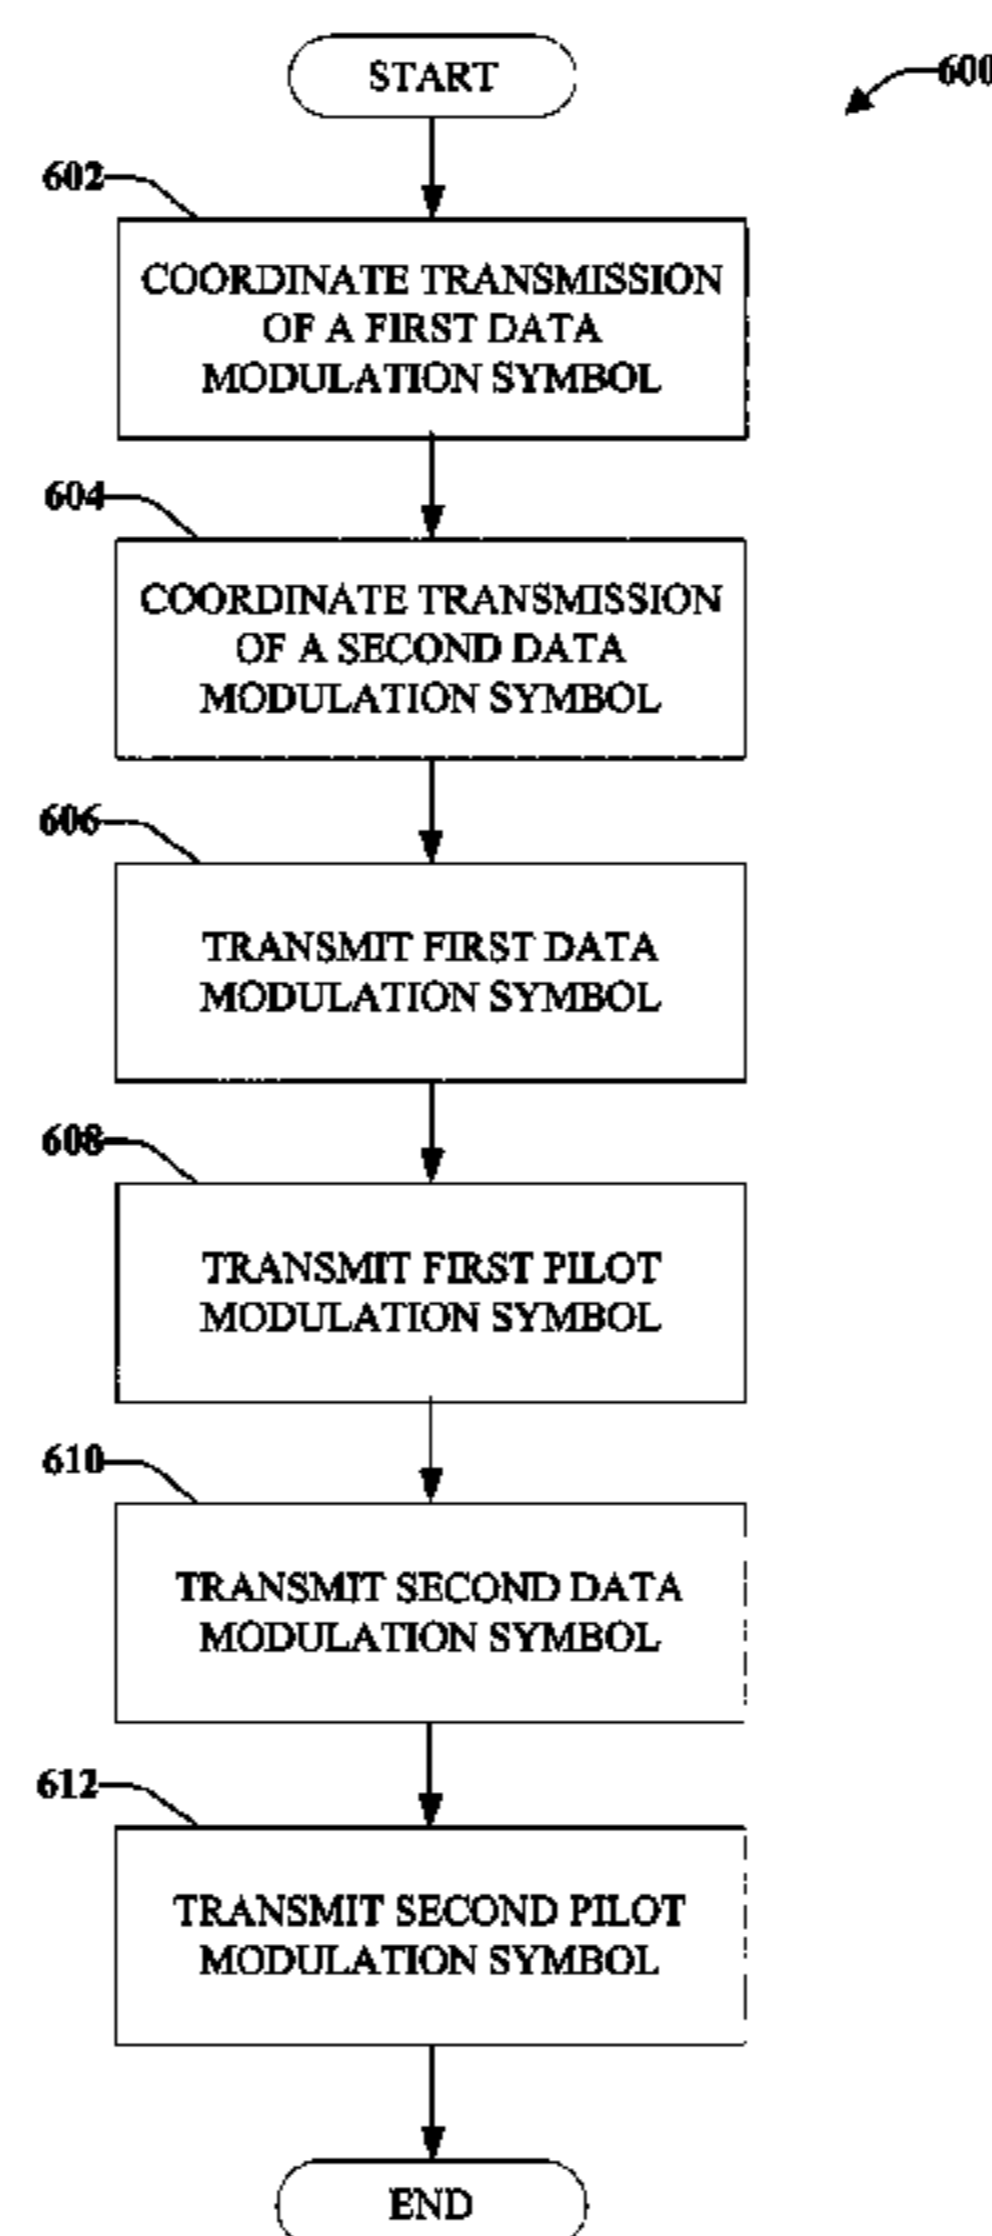 START
600
602
COORDINATE TRANSMISSION
OF A FIRST DATA
MODULATION SYMBOL
604
COORDINATE TRANSMISSION
OF A SECOND DATA
MODULATION SYMBOL
606
TRANSMIT FIRST DATA
MODULATION SYMBOL
608
TRANSMIT FIRST PILOT
MODULATION SYMBOL
610
TRANSMIT SECOND DATA
MODULATION SYMBOL
612
TRANSMIT SECOND PILOT
MODULATION SYMBOL
END